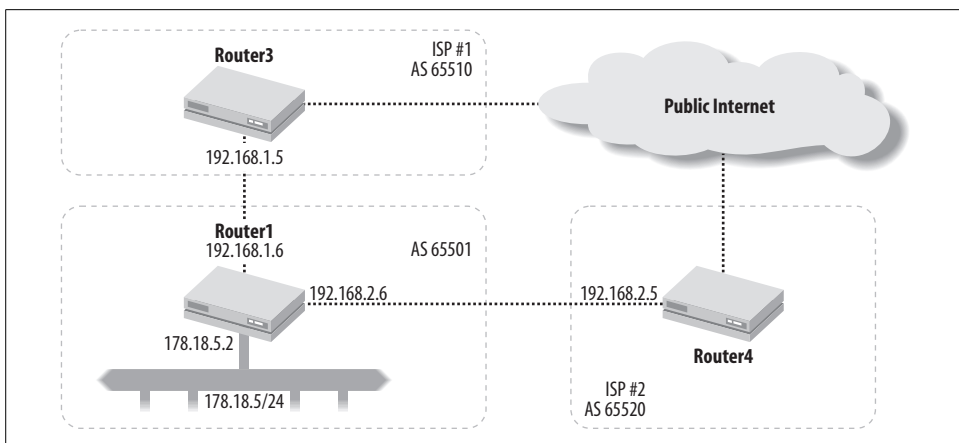 Router3
ISP #1
AS 65510
Public Internet
192.168.1.5
Router1
192.168.1.6
AS 65501
192.168.2.6
192.168.2.5
178.18.5.2
Router4
178.18.5/24
ISP #2
AS 65520